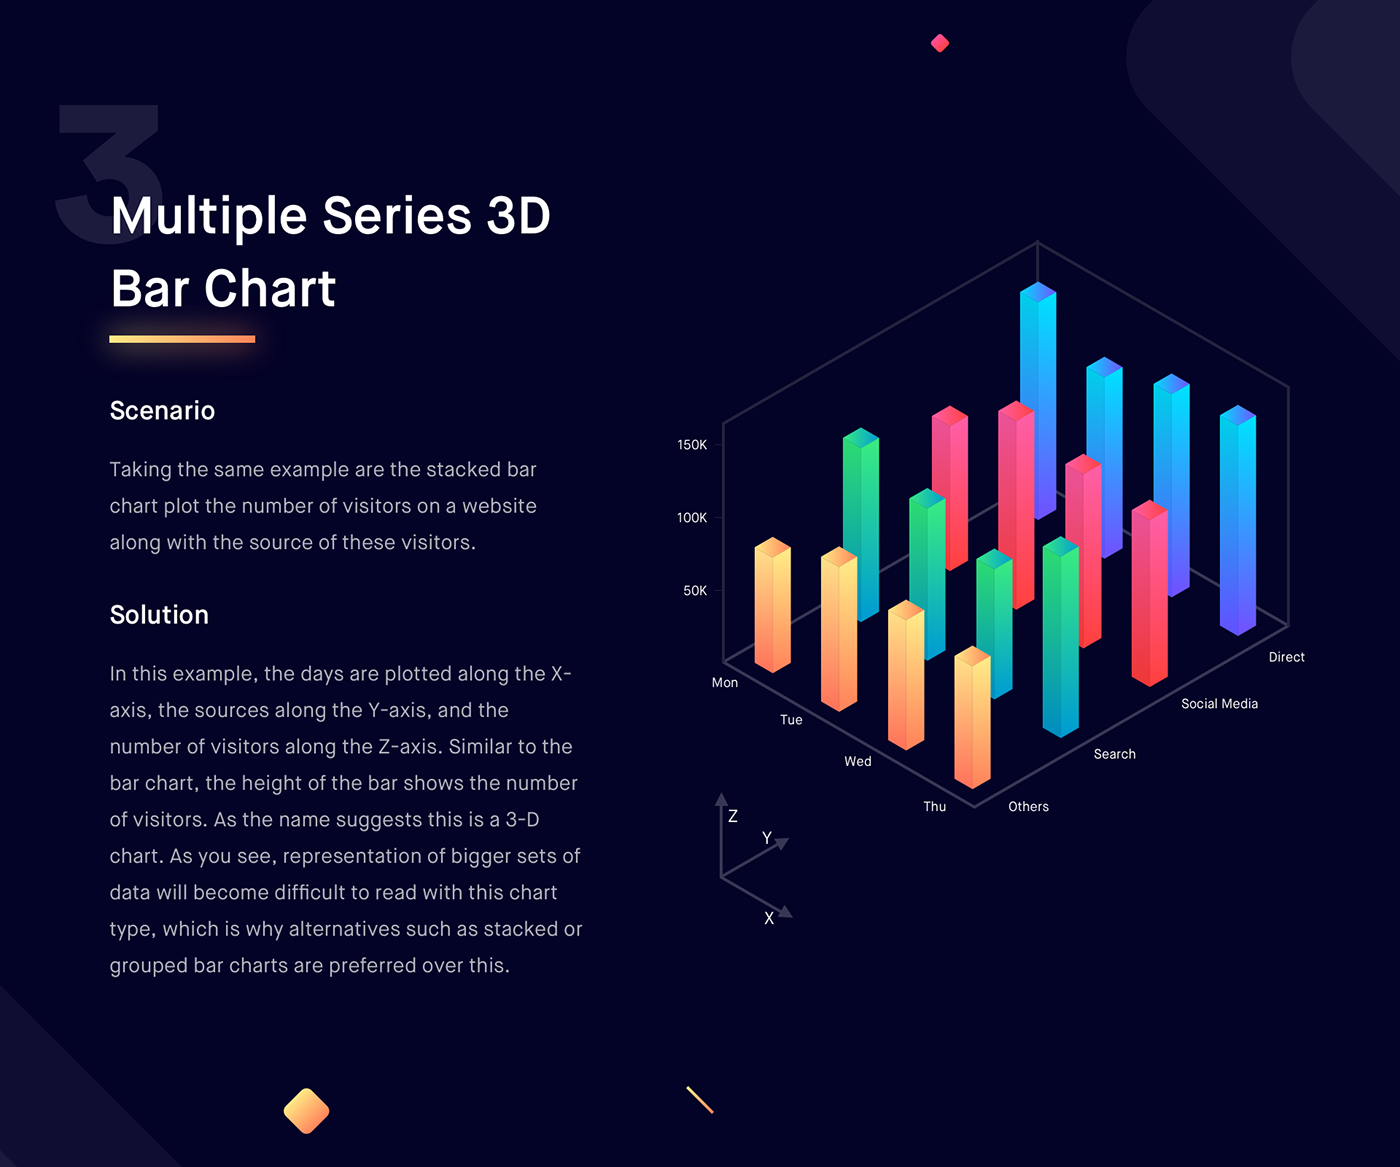 3
Multiple Series 3D
Bar Chart
Scenario
Taking the same example are the stacked bar
chart plot the number of visitors on a website
along with the source of these visitors.
Solution
In this example, the days are plotted along the X-
axis, the sources along the Y-axis, and the
number of visitors along the Z-axis. Similar to the
bar chart, the height of the bar shows the number
of visitors. As the name suggests this is a 3-D
chart. As you see, representation of bigger sets of
data will become difficult to read with this chart
type, which is why alternatives such as stacked or
grouped bar charts are preferred over this.
150K
100K
50K
Mon
Tue
Wed
Thu
Others
Search
Social Media
Direct
Z
Y
X